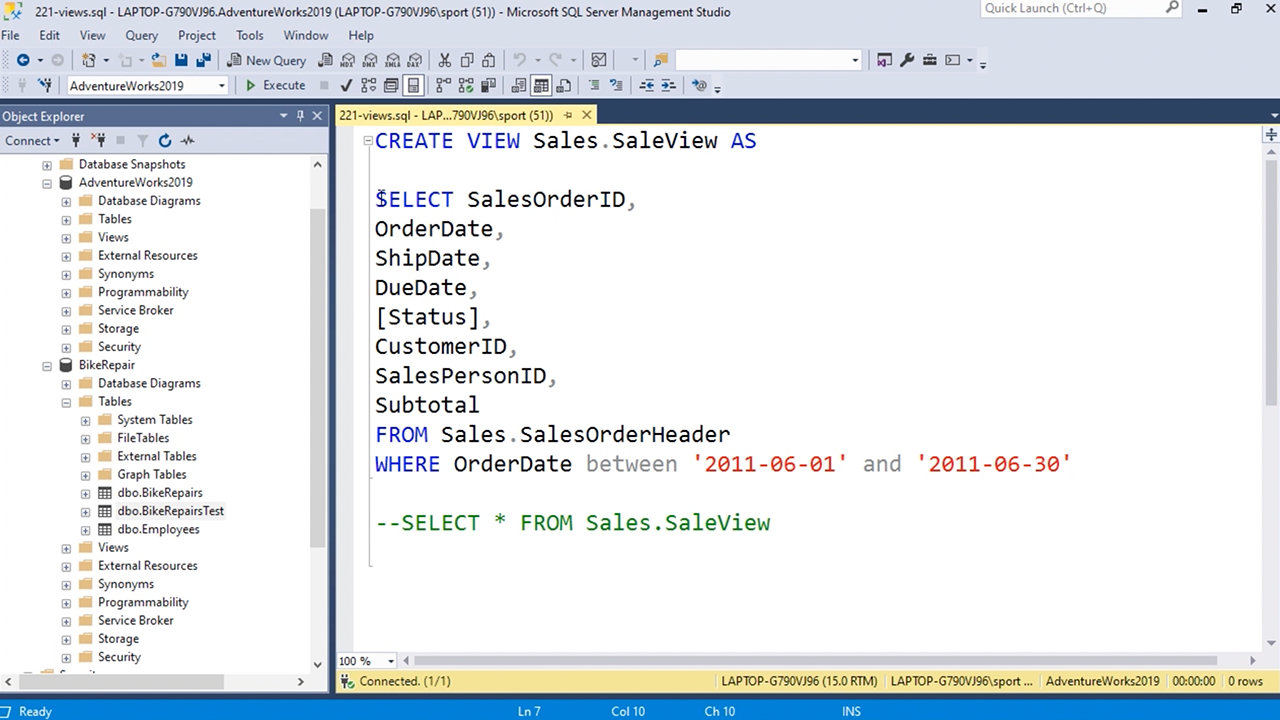 221-views.sql - LAPTOP-G790VJ96.AdventureWorks2019 (LAPTOP-G790VJ96\sport (51)) - Microsoft SQL Server Management Studio
Quick Launch (Ctrl+Q)
File Edit View Query Project Tools Window Help
New Query
AdventureWorks2019
Execute
Object Explorer
Connect
Database Snapshots
AdventureWorks2019
Database Diagrams
Tables
Views
External Resources
Synonyms
Programmability
Service Broker
Storage
Security
BikeRepair
Database Diagrams
Tables
System Tables
FileTables
External Tables
Graph Tables
dbo.BikeRepairs
dbo.BikeRepairsTest
dbo.Employees
Views
External Resources
Synonyms
Programmability
Service Broker
Storage
Security
221-views.sql - LAP...790VJ96\sport (51))
CREATE VIEW Sales.SaleView AS
SELECT SalesOrderID,
OrderDate,
ShipDate,
DueDate,
[Status],
CustomerID,
SalesPersonID,
Subtotal
FROM Sales.SalesOrderHeader
WHERE OrderDate between '2011-06-01' and '2011-06-30'
--SELECT * FROM Sales.SaleView
100 %
Connected. (1/1)
LAPTOP-G790VJ96 (15.0 RTM)
LAPTOP-G790VJ96\sport ...
AdventureWorks2019
00:00:00
0 rows
Ready
Ln 7
Col 10
Ch 10
INS